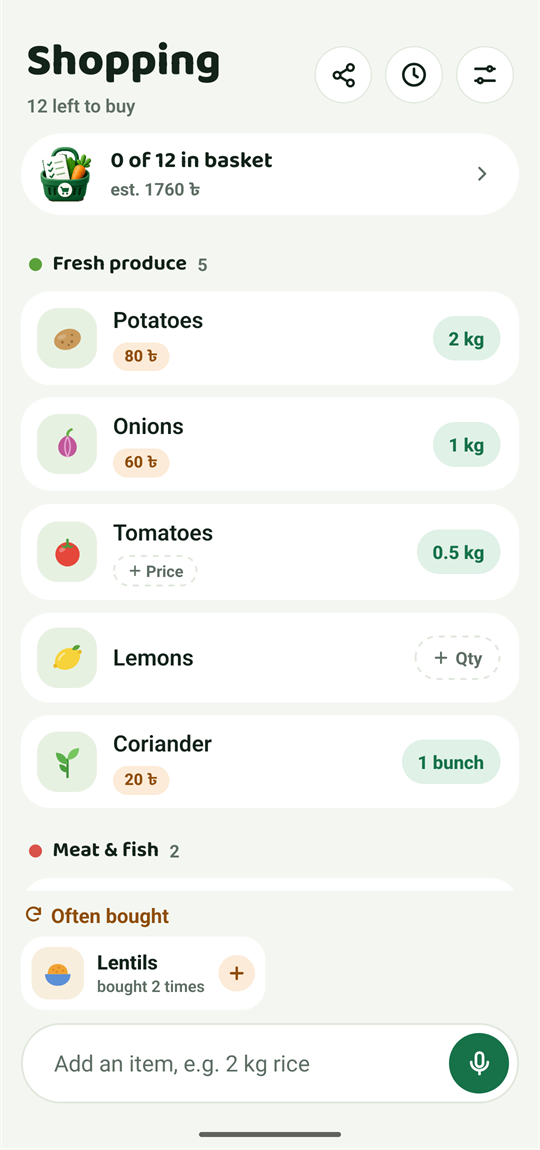 Shopping
12 left to buy
0 of 12 in basket
est. 1760 ৳
Fresh produce 5
Potatoes
80 ৳
2 kg
Onions
60 ৳
1 kg
Tomatoes
+ Price
0.5 kg
Lemons
+ Qty
Coriander
20 ৳
1 bunch
Meat & fish 2
Often bought
Lentils
bought 2 times
+
Add an item, e.g. 2 kg rice